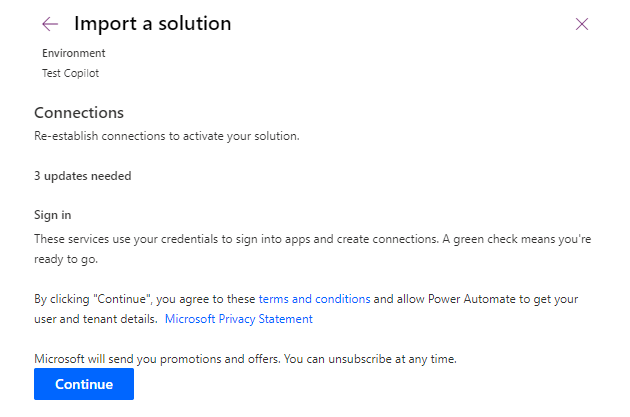 Import a solution
Environment
Test Copilot
Connections
Re-establish connections to activate your solution.
3 updates needed
Sign in
These services use your credentials to sign into apps and create connections. A green check means you're
ready to go.
By clicking "Continue", you agree to these terms and conditions and allow Power Automate to get your
user and tenant details. Microsoft Privacy Statement
Microsoft will send you promotions and offers. You can unsubscribe at any time.
Continue